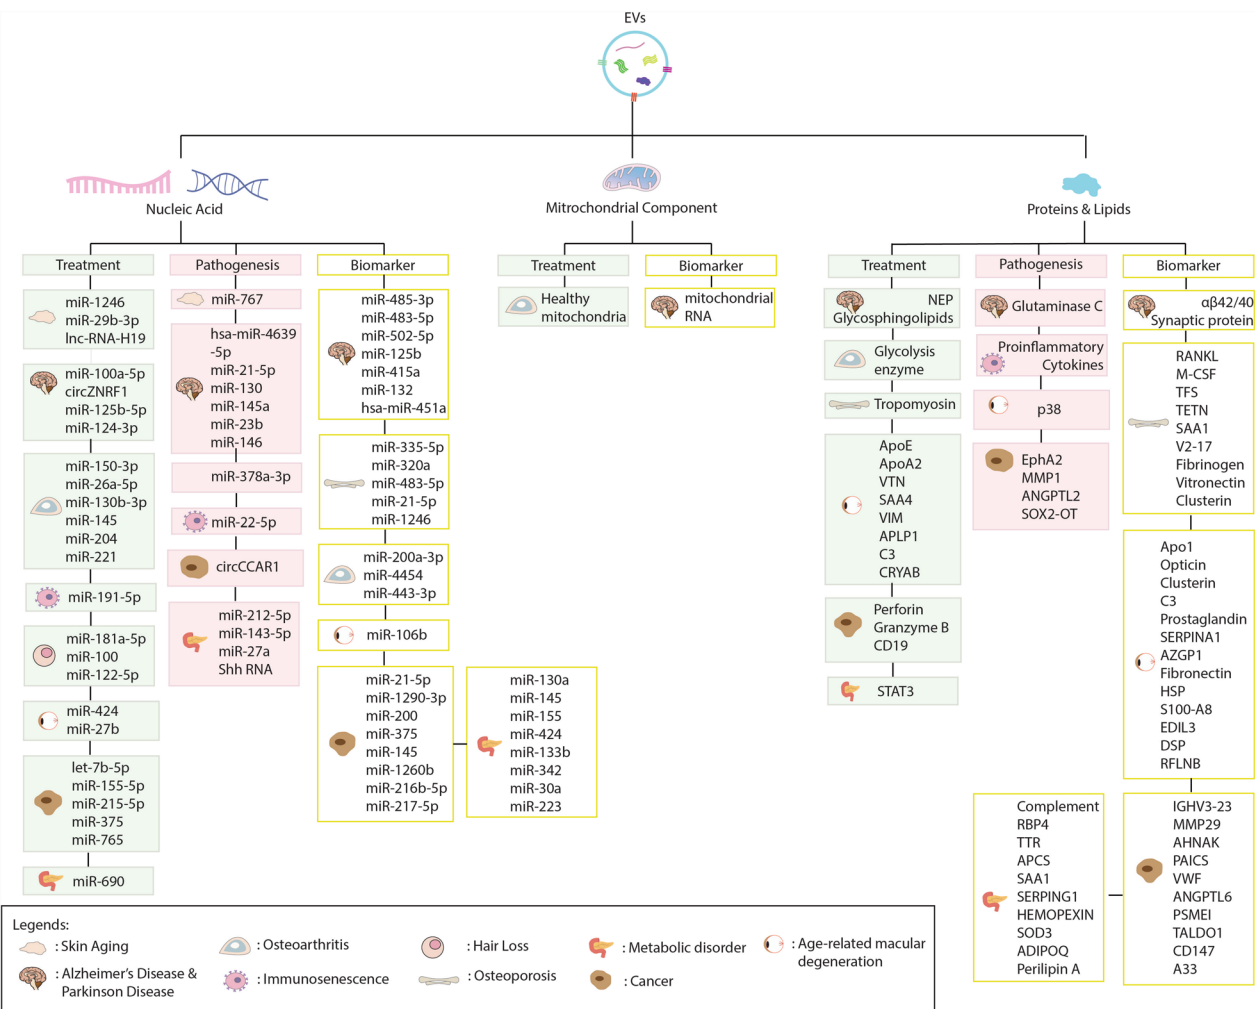 EVs
Nucleic Acid
Mitrochondrial Component
Proteins & Lipids
Treatment
miR-1246
miR-29b-3p
lnc-RNA-H19
miR-100a-5p
circZNRF1
miR-125b-5p
miR-124-3p
miR-150-3p
miR-26a-5p
miR-130b-3p
miR-145
miR-204
miR-221
miR-191-5p
miR-181a-5p
miR-100
miR-122-5p
miR-424
miR-27b
let-7b-5p
miR-155-5p
miR-215-5p
miR-375
miR-765
miR-690
Pathogenesis
miR-767
hsa-miR-4639
-5p
miR-21-5p
miR-130
miR-145a
miR-23b
miR-146
miR-378a-3p
miR-22-5p
circCCAR1
miR-212-5p
miR-143-5p
miR-27a
Shh RNA
Biomarker
miR-485-3p
miR-483-5p
miR-502-5p
miR-125b
miR-415a
miR-132
hsa-miR-451a
miR-335-5p
miR-320a
miR-483-5p
miR-21-5p
miR-1246
miR-200a-3p
miR-4454
miR-443-3p
miR-106b
miR-21-5p
miR-1290-3p
miR-200
miR-375
miR-145
miR-1260b
miR-216b-5p
miR-217-5p
miR-130a
miR-145
miR-155
miR-424
miR-133b
miR-342
miR-30a
miR-223
Treatment
Healthy
mitochondria
Biomarker
mitochondrial
RNA
Treatment
NEP
Glycosphingolipids
Glycolysis
enzyme
Tropomyosin
ApoE
ApoA2
VTN
SAA4
VIM
APLP1
C3
CRYAB
Perforin
Granzyme B
CD19
STAT3
Pathogenesis
Glutaminase C
Proinflammatory
Cytokines
p38
EphA2
MMP1
ANGPTL2
SOX2-OT
Biomarker
αβ42/40
Synaptic protein
RANKL
M-CSF
TFS
TETN
SAA1
V2-17
Fibrinogen
Vitronectin
Clusterin
Apo1
Opticin
Clusterin
C3
Prostaglandin
SERPINA1
AZGP1
Fibronectin
HSP
S100-A8
EDIL3
DSP
RFLNB
IGHV3-23
MMP29
AHNAK
PAICS
VWF
ANGPTL6
PSMEI
TALDO1
CD147
A33
Complement
RBP4
TTR
APCS
SAA1
SERPING1
HEMOPEXIN
SOD3
ADIPOQ
Perilipin A
Legends:
: Skin Aging
: Osteoarthritis
: Hair Loss
: Metabolic disorder
: Age-related macular
degeneration
: Alzheimer's Disease &
Parkinson Disease
: Immunosenescence
: Osteoporosis
: Cancer